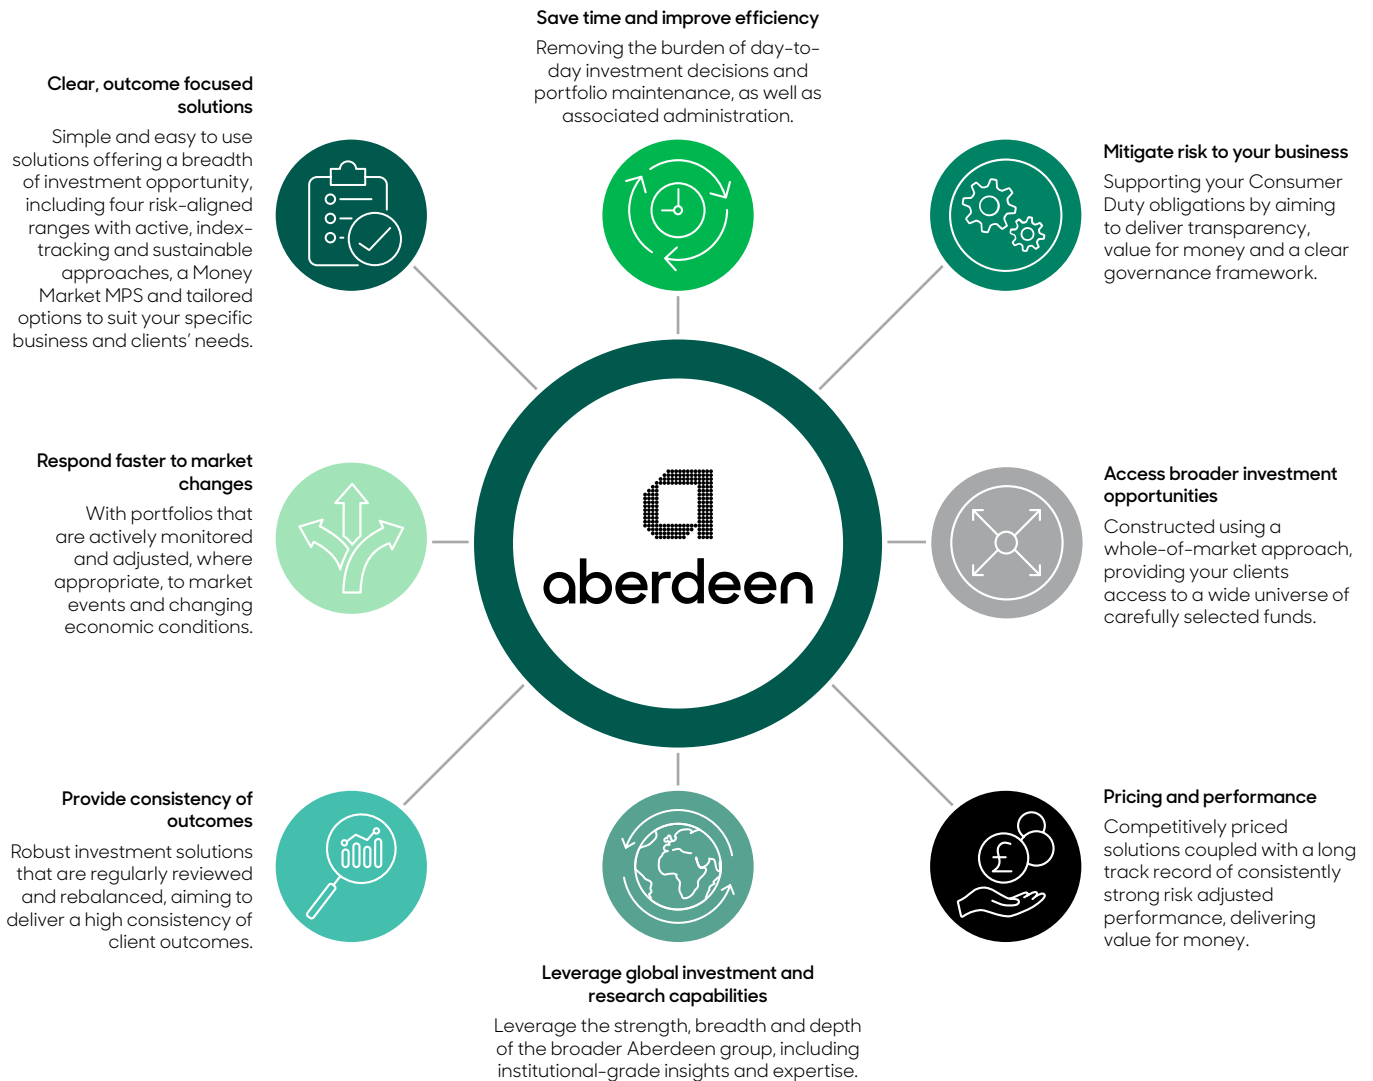 Save time and improve efficiency
Removing the burden of day-to-
day investment decisions and
portfolio maintenance, as well as
associated administration.
Clear, outcome focused
solutions
Simple and easy to use
solutions offering a breadth
of investment opportunity,
including four risk-aligned
ranges with active, index-
tracking and sustainable
approaches, a Money
Market MPS and tailored
options to suit your specific
business and clients’ needs.
Mitigate risk to your business
Supporting your Consumer
Duty obligations by aiming
to deliver transparency,
value for money and a clear
governance framework.
Respond faster to market
changes
With portfolios that
are actively monitored
and adjusted, where
appropriate, to market
events and changing
economic conditions.
aberdeen
Access broader investment
opportunities
Constructed using a
whole-of-market approach,
providing your clients
access to a wide universe of
carefully selected funds.
Provide consistency of
outcomes
Robust investment solutions
that are regularly reviewed
and rebalanced, aiming to
deliver a high consistency of
client outcomes.
£
Pricing and performance
Competitively priced
solutions coupled with a long
track record of consistently
strong risk adjusted
performance, delivering
value for money.
Leverage global investment and
research capabilities
Leverage the strength, breadth and depth
of the broader Aberdeen group, including
institutional-grade insights and expertise.